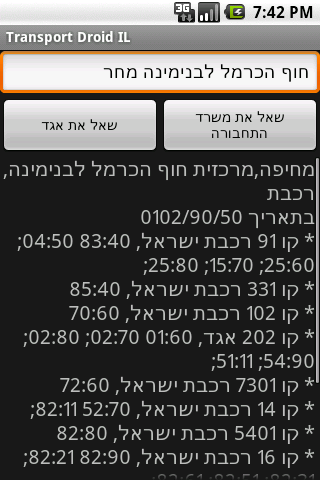 7:42 PM
Transport Droid IL
חוף הכרמל לבנימינה מחר
שאל את משרד התחבורה
שאל את אגד
מחיפה,מרכזית חוף הכרמל לבנימינה,
רכבת
בתאריך 0102/90/50
* קו 91 רכבת ישראל, 83:40 04:50;
25:60; 15:70; 25:80;
* קו 331 רכבת ישראל, 85:40
* קו 102 רכבת ישראל, 70:60
* קו 202 אגד, 01:60 02:70; 02:80;
54:90; 11:11;
* קו 7301 רכבת ישראל, 72:60
* קו 14 רכבת ישראל, 52:70 82:11;
* קו 5401 רכבת ישראל, 82:80
* קו 16 רכבת ישראל, 82:90 82:21;